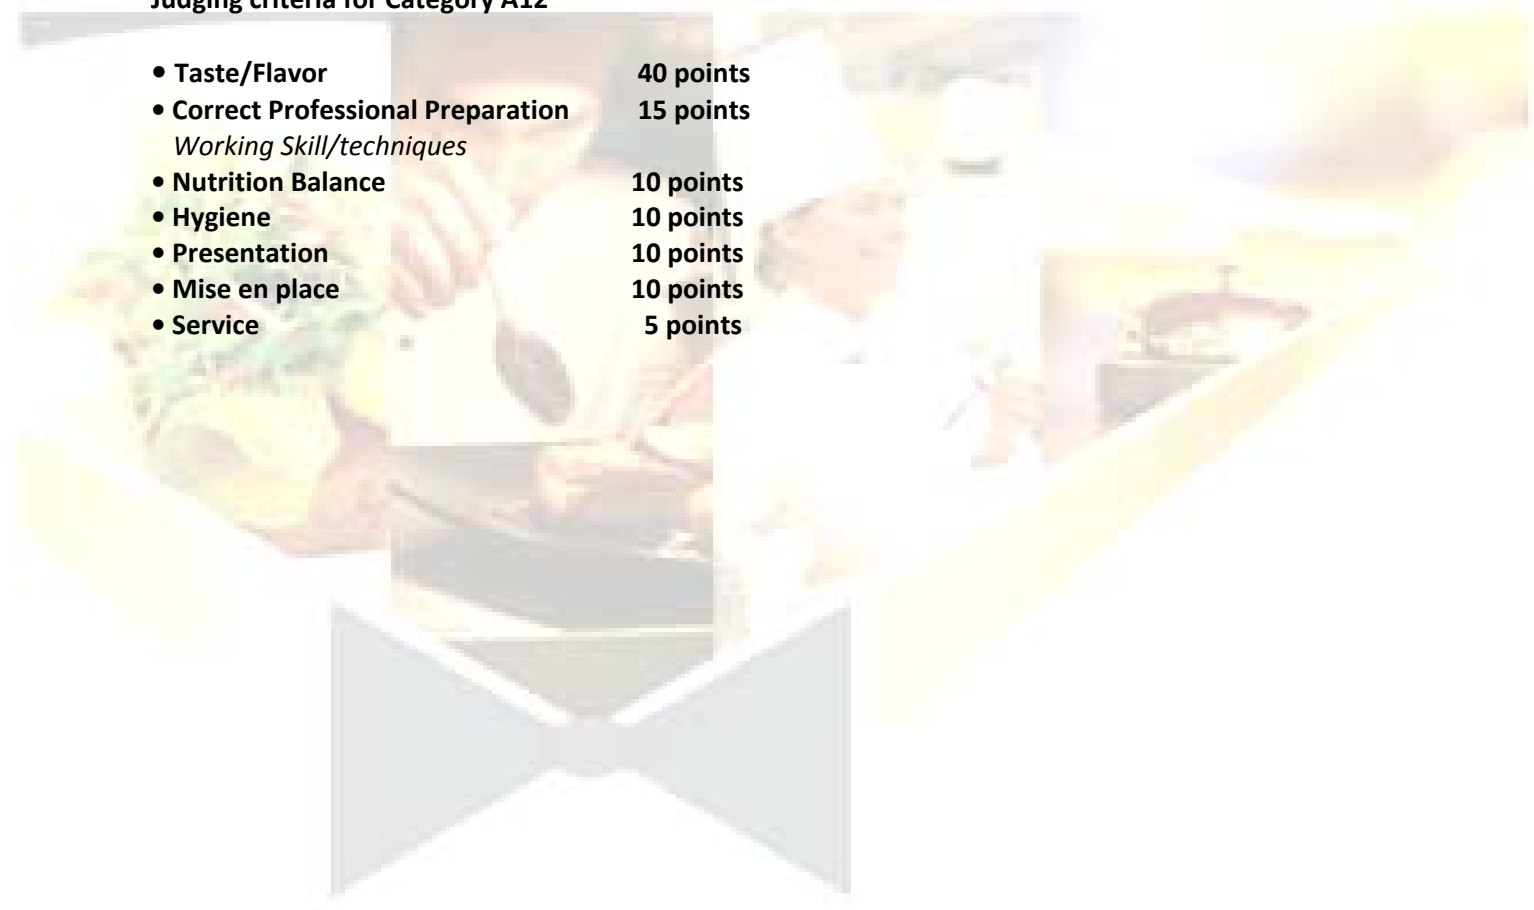 Judging criteria for Category A12
• Taste/Flavor 40 points
• Correct Professional Preparation 15 points
Working Skill/techniques
• Nutrition Balance 10 points
• Hygiene 10 points
• Presentation 10 points
• Mise en place 10 points
• Service 5 points